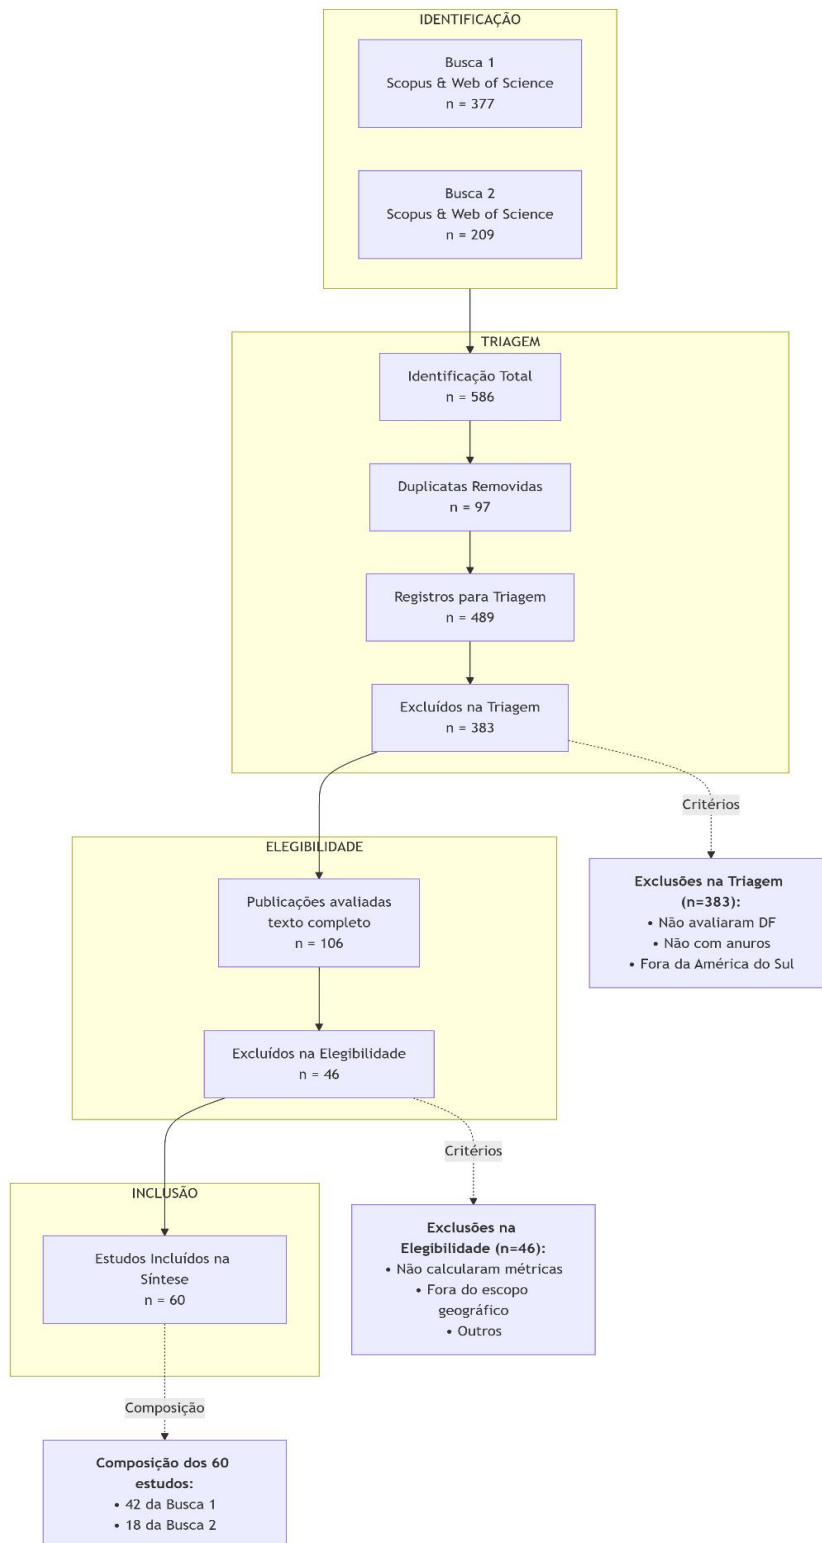 IDENTIFICAÇÃO
Busca 1
Scopus & Web of Science
n = 377
Busca 2
Scopus & Web of Science
n = 209
TRIAGEM
Identificação Total
n = 586
Duplicatas Removidas
n = 97
Registros para Triagem
n = 489
Excluídos na Triagem
n = 383
Critérios
Exclusões na Triagem
(n=383):
• Não avaliaram DF
• Não com anuros
• Fora da América do Sul
ELEGIBILIDADE
Publicações avaliadas
texto completo
n = 106
Excluídos na Elegibilidade
n = 46
Critérios
Exclusões na
Elegibilidade (n=46):
• Não calcularam métricas
• Fora do escopo
geográfico
• Outros
INCLUSÃO
Estudos Incluídos na
Síntese
n = 60
Composição
Composição dos 60
estudos:
• 42 da Busca 1
• 18 da Busca 2